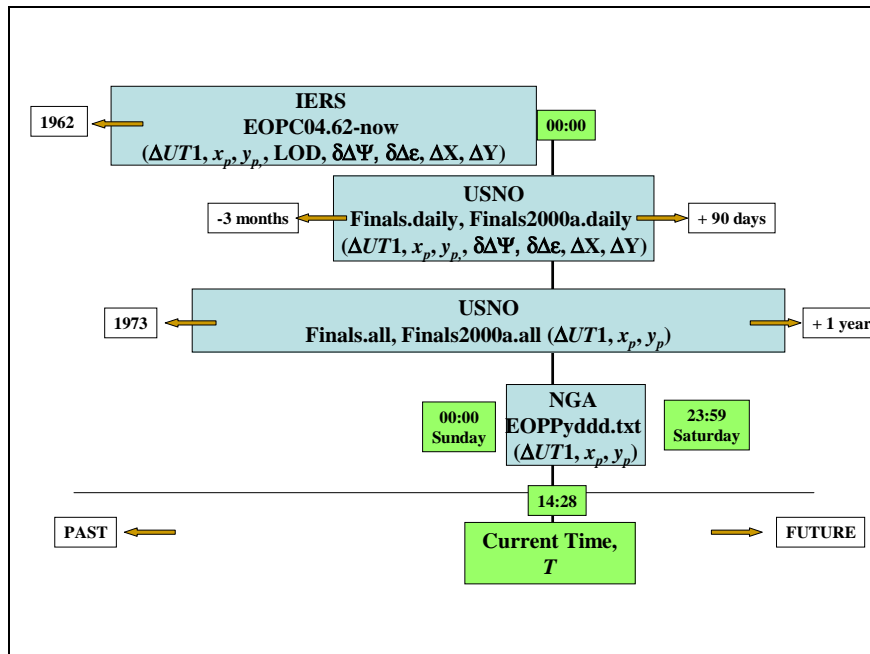 IERS
EOPC04.62-now
(ΔUT1, xp, yp, LOD, δΔΨ, δΔε, ΔX, ΔY)
1962
00:00
USNO
Finals.daily, Finals2000a.daily
(ΔUT1, xp, yp, δΔΨ, δΔε, ΔX, ΔY)
-3 months
+ 90 days
USNO
Finals.all, Finals2000a.all (ΔUT1, xp, yp)
1973
+ 1 year
NGA
EOPPyddd.txt
(ΔUT1, xp, yp)
00:00
Sunday
23:59
Saturday
14:28
PAST
Current Time,
T
FUTURE